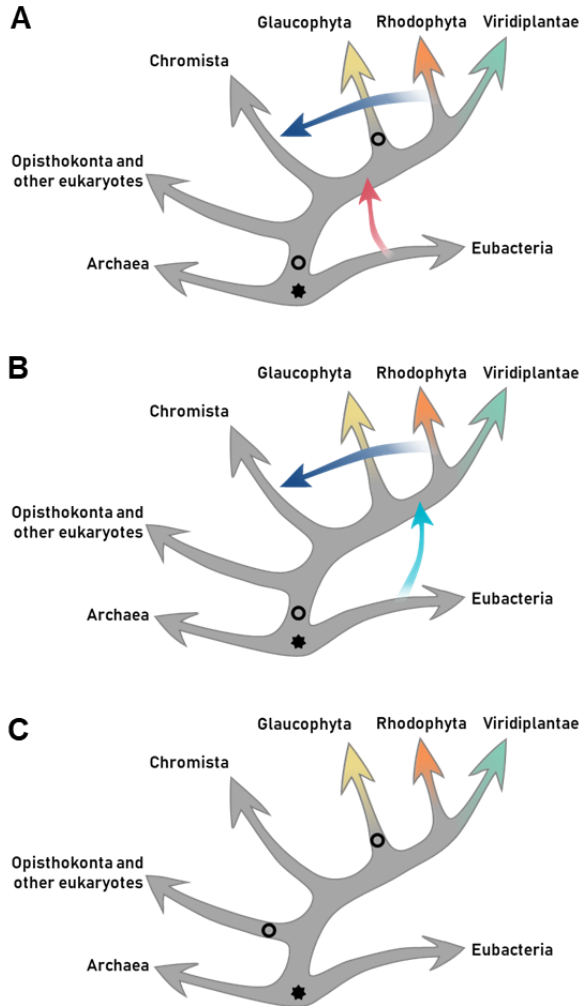 A
Glaucophyta Rhodophyta Viridiplantae
Chromista
Opisthokonta and
other eukaryotes
Archaea
Eubacteria
B
Glaucophyta Rhodophyta Viridiplantae
Chromista
Opisthokonta and
other eukaryotes
Archaea
Eubacteria
C
Glaucophyta Rhodophyta Viridiplantae
Chromista
Opisthokonta and
other eukaryotes
Archaea
Eubacteria